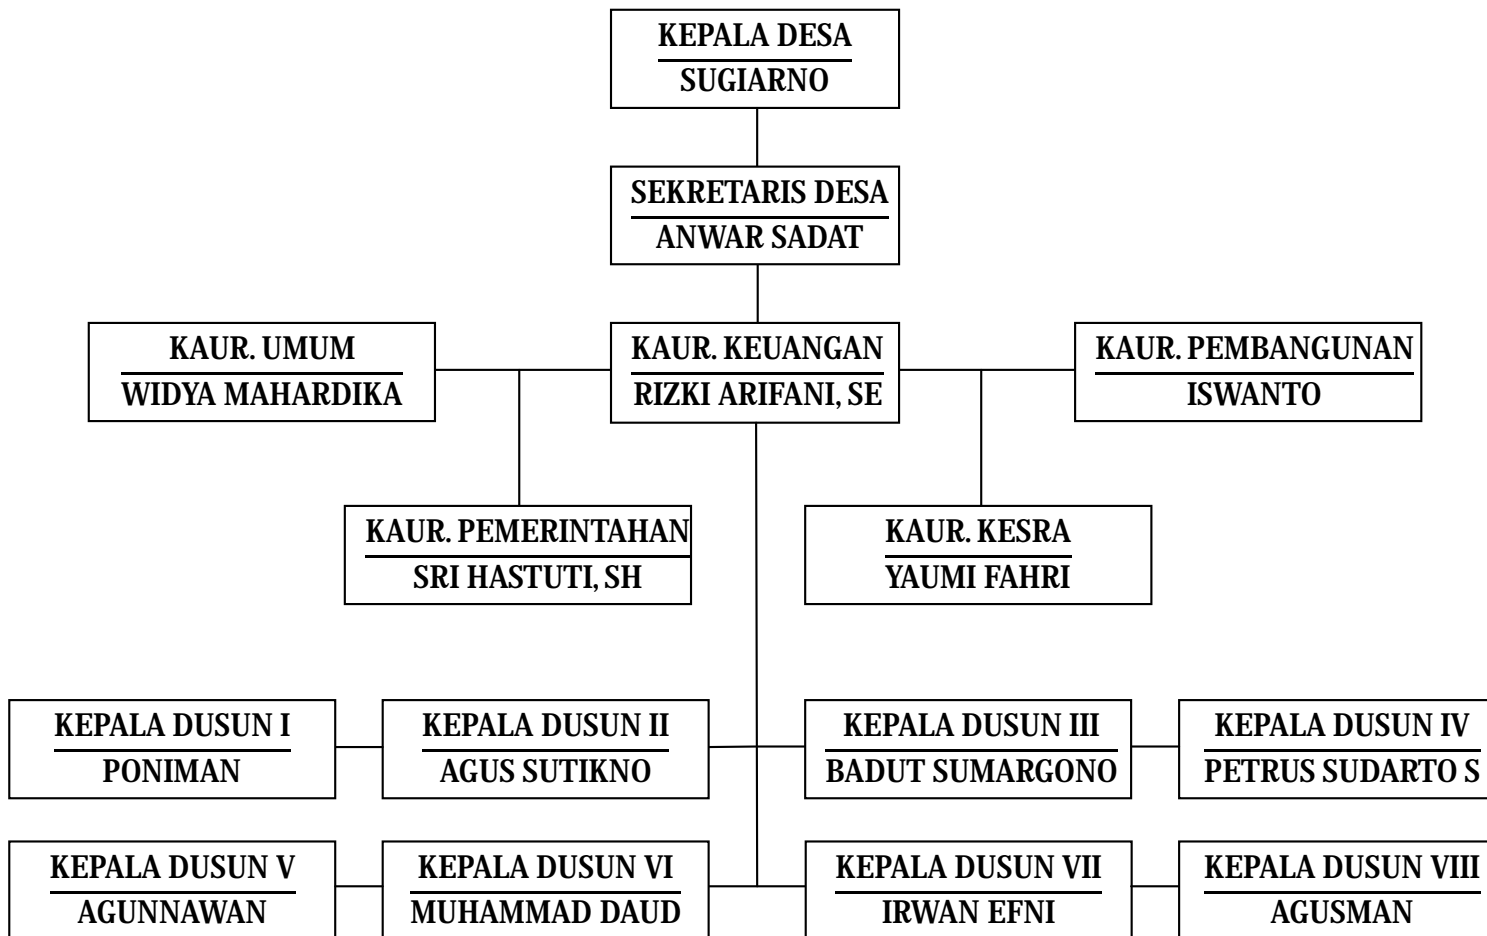 KEPALA DESA
SUGIARNO
SEKRETARIS DESA
ANWAR SADAT
KAUR. UMUM
WIDYA MAHARDIKA
KAUR. KEUANGAN
RIZKI ARIFANI, SE
KAUR. PEMBANGUNAN
ISWANTO
KAUR. PEMERINTAHAN
SRI HASTUTI, SH
KAUR. KESRA
YAUMI FAHRI
KEPALA DUSUN I
PONIMAN
KEPALA DUSUN II
AGUS SUTIKNO
KEPALA DUSUN III
BADUT SUMARGONO
KEPALA DUSUN IV
PETRUS SUDARTO S
KEPALA DUSUN V
AGUNNAWAN
KEPALA DUSUN VI
MUHAMMAD DAUD
KEPALA DUSUN VII
IRWAN EFNI
KEPALA DUSUN VIII
AGUSMAN